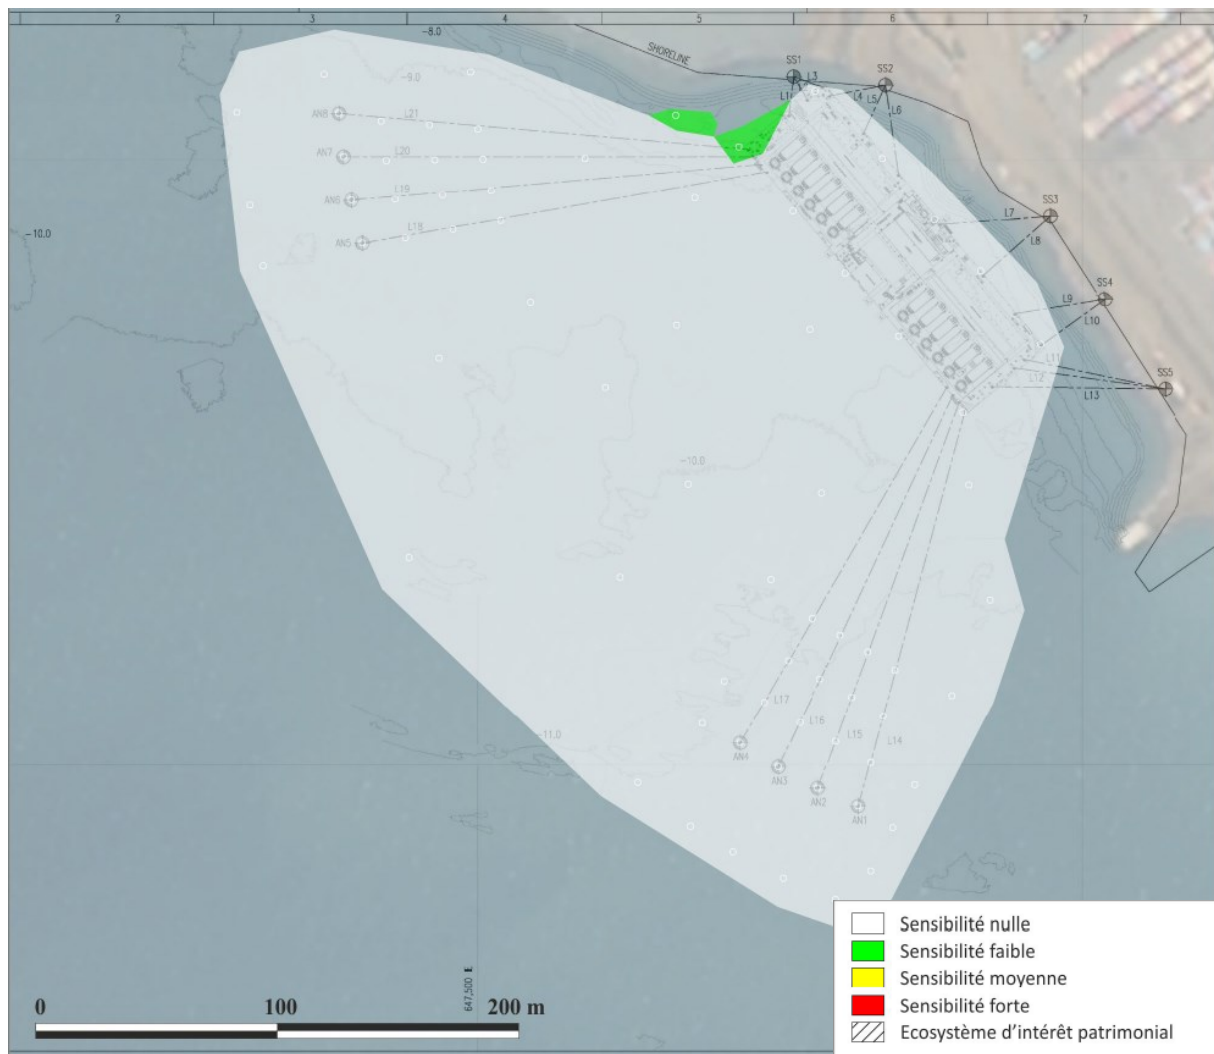 2 3 4 5 6 7
-8.0
SHORELINE
SS1 L3 SS2
-9.0
L1 L4 L5 L6
AN8 L21
AN7 L20
AN6 L19
L7 SS3
-10.0
AN5 L18
L8
L9 SS4
L10
L11
L12 SS5
L13
-10.0
L17
L16
-11.0
AN4 L15 L14
AN3
AN2
AN1
647,500 E
0 100 200 m
Sensibilité nulle
Sensibilité faible
Sensibilité moyenne
Sensibilité forte
Ecosystème d'intérêt patrimonial